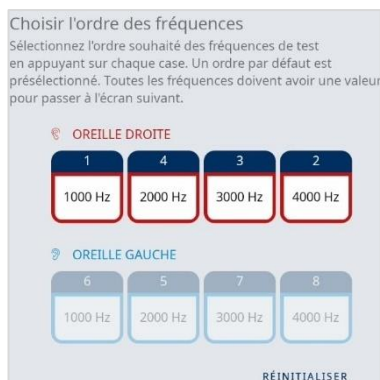 Choisir l'ordre des fréquences
Sélectionnez l'ordre souhaité des fréquences de test
en appuyant sur chaque case. Un ordre par défaut est
présélectionné. Toutes les fréquences doivent avoir une valeur
pour passer à l'écran suivant.
OREILLE DROITE
1 4 3 2
1000 Hz 2000 Hz 3000 Hz 4000 Hz
OREILLE GAUCHE
6 5 7 8
1000 Hz 2000 Hz 3000 Hz 4000 Hz
RÉINITIALISER